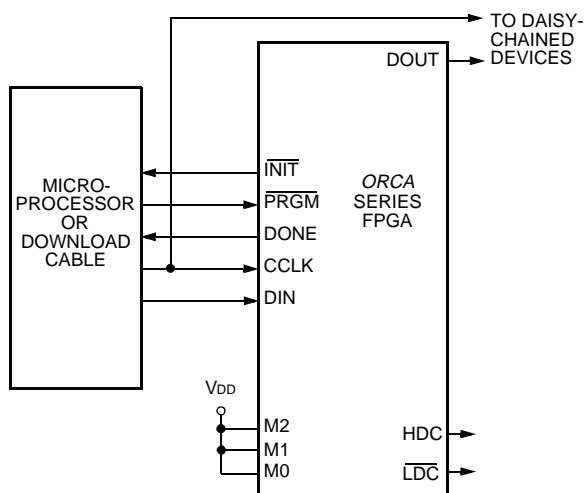 TO DAISY-
CHAINED
DEVICES
DOUT
MICRO-
PROCESSOR
OR
DOWNLOAD
CABLE
INIT
PRGM
DONE
CCLK
DIN
ORCA
SERIES
FPGA
VDD
M2
M1
M0
HDC
LDC